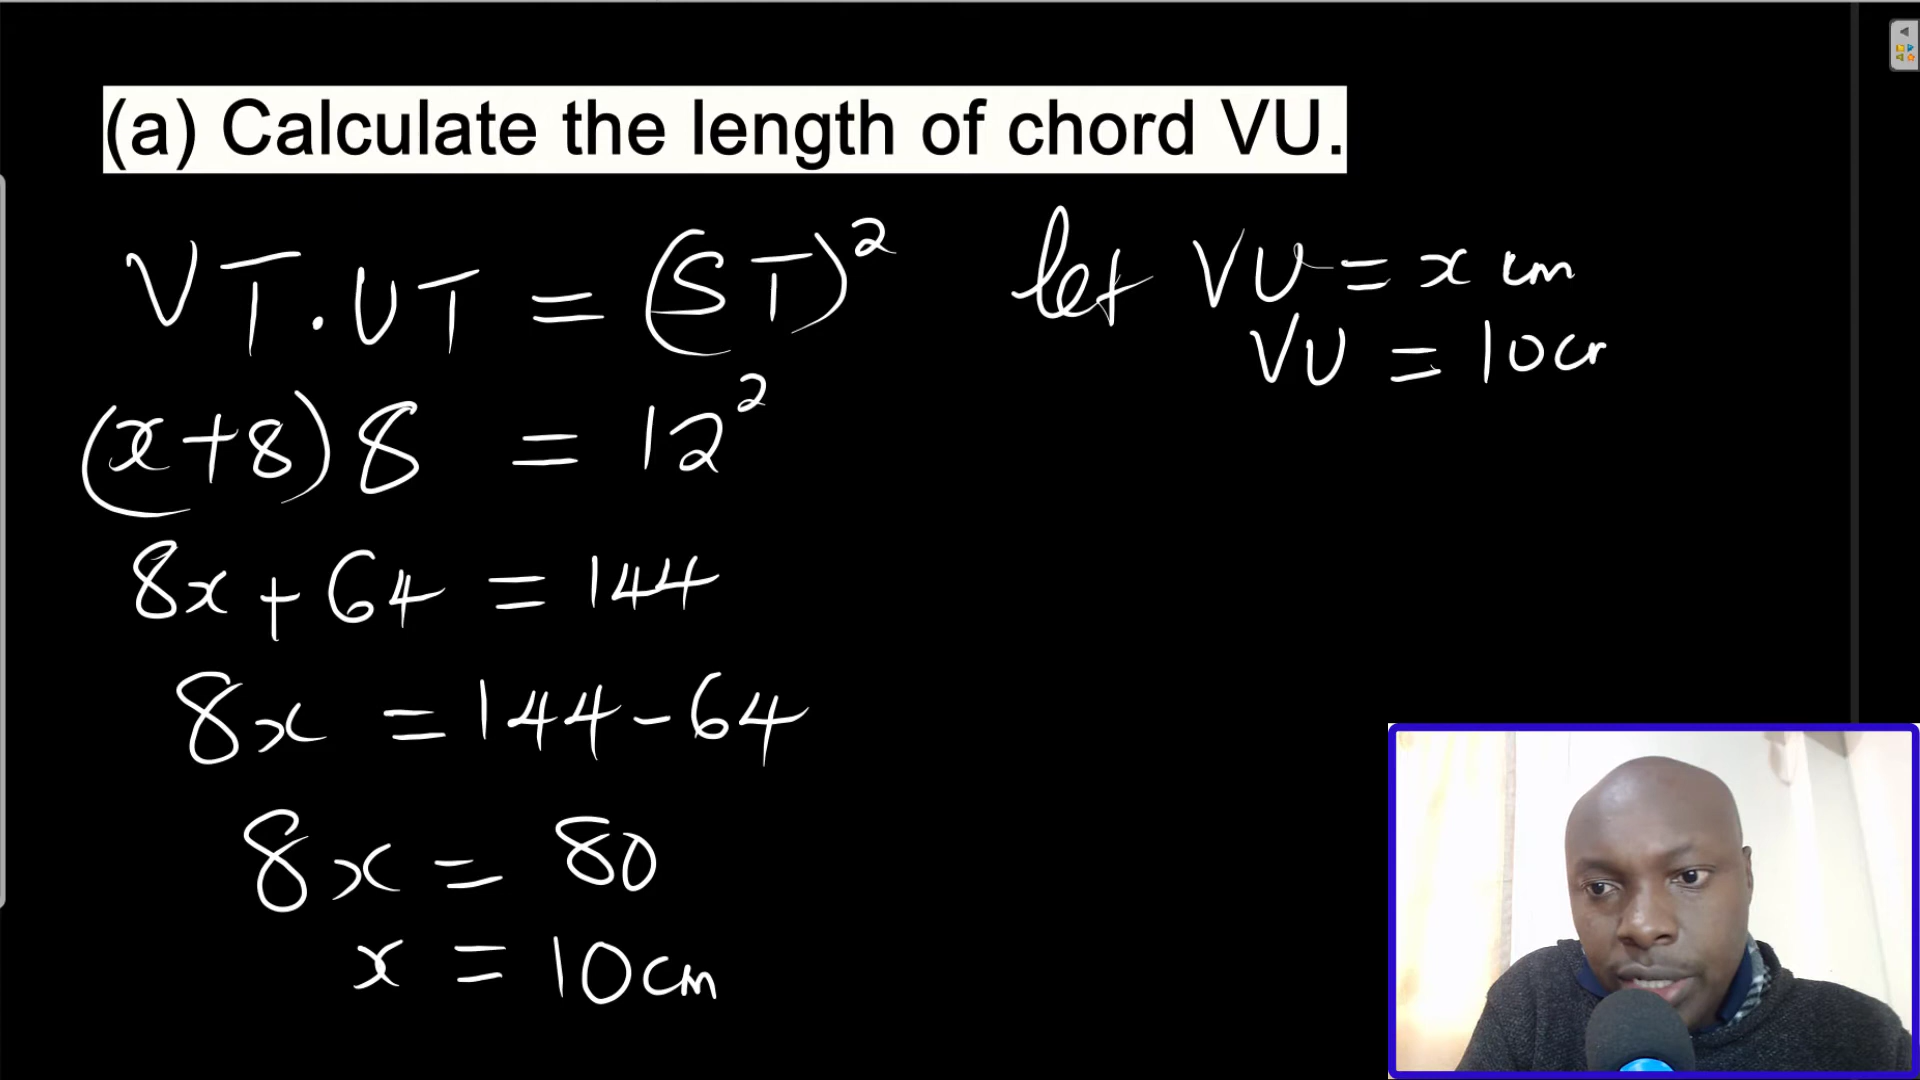 (a) Calculate the length of chord VU.
VT.UT = (ST)²
let VU = x cm
VU = 10c
(x+8)8 = 12²
8x + 64 = 144
8x = 144-64
8x = 80
x = 10cm